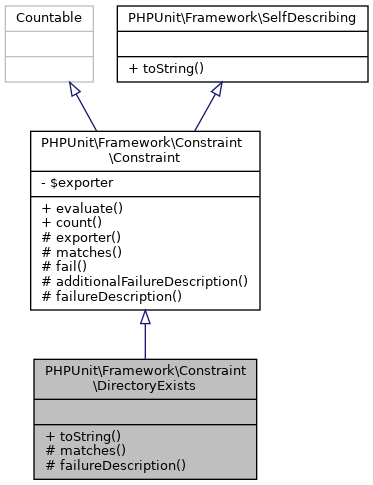 Countable
PHPUnit\Framework\SelfDescribing
+ toString()
PHPUnit\Framework\Constraint
\Constraint
- $exporter
+ evaluate()
+ count()
# exporter()
# matches()
# fail()
# additionalFailureDescription()
# failureDescription()
PHPUnit\Framework\Constraint
\DirectoryExists
+ toString()
# matches()
# failureDescription()